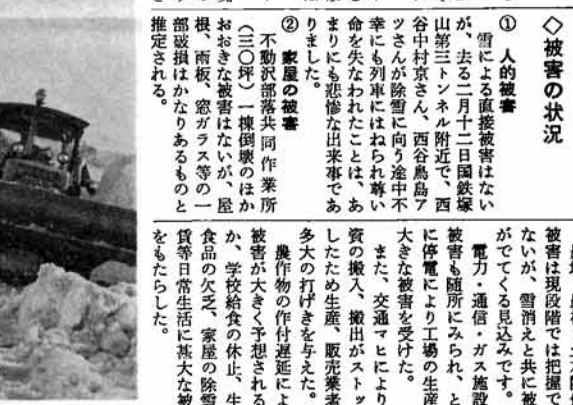 ◇被害の状況
① 人的被害
雪による直接被害はない
が、去る二月十二日国鉄塚
山第三トンネル附近で、西
谷中村京さん、西谷鳥島ア
ツさんが除雪に向う途中不
幸にも列車にはねられ尊い
命を失なわれたことは、あ
まりにも悲惨な出来事であ
りました。
② 家屋の被害
不動沢部落共同作業所
(三〇坪)一棟倒壊のほか
おおきな被害はないが、屋
根、雨板、窓ガラス等の一
部破損はかなりあるものと
推定される。
被害は現段階では把握で
ないが、雪消えと共に被
がでてくる見込みです。
電力・通信・ガス施設
被害も随所にみられ、と
に停電により工場の生産
大きな被害を受けた。
また、交通マヒにより
資の搬入、搬出がストッ
したため生産、販売業者
多大の打げきを与えた。
農作物の作付遅延によ
被害が大きく予想される
か、学校給食の休止、生
食品の欠乏、家屋の除雪
貨等日常生活に甚大な被
をもたらした。